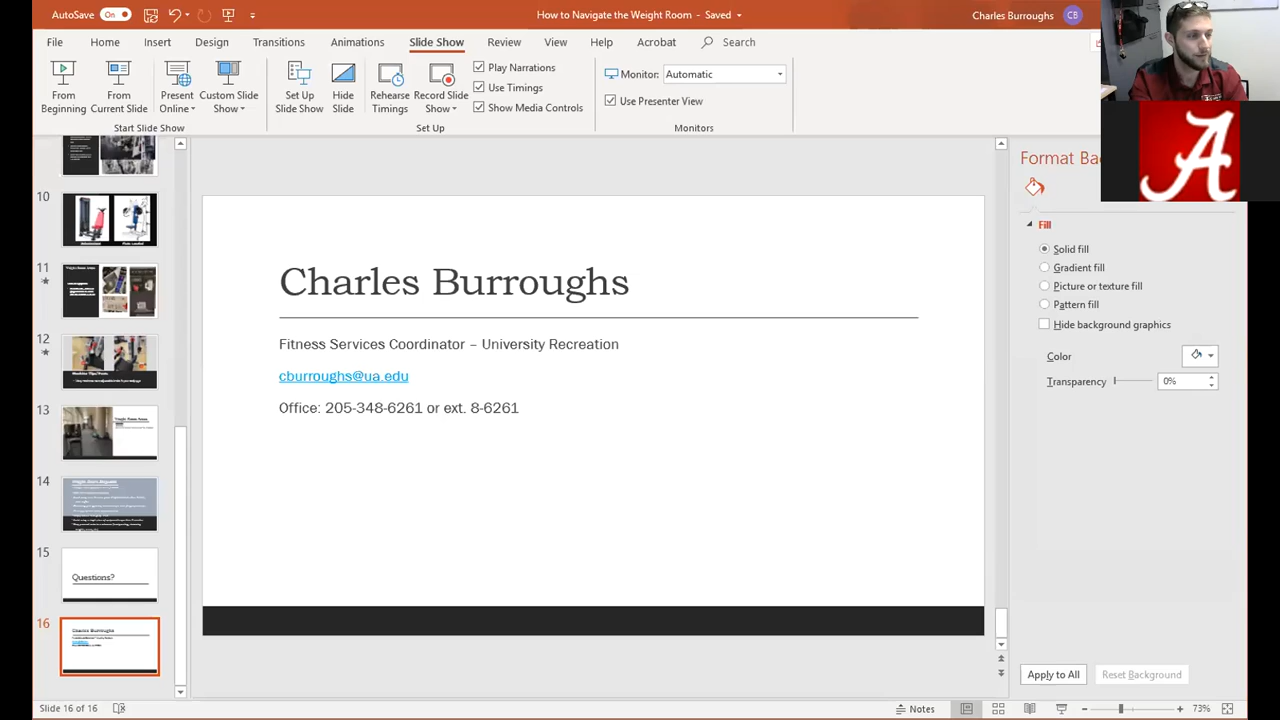 AutoSave On
How to Navigate the Weight Room - Saved
Charles Burroughs CB
File Home Insert Design Transitions Animations Slide Show Review View Help Acrobat Search
From Beginning
From Current Slide
Present Online
Custom Slide Show
Start Slide Show
Set Up Slide Show
Hide Slide
Rehearse Timings
Record Slide Show
Play Narrations
Use Timings
Show Media Controls
Set Up
Monitor: Automatic
Use Presenter View
Monitors
10
11
12
13
14
15
Questions?
16
Charles Burroughs
Charles Burroughs
Fitness Services Coordinator – University Recreation
cburroughs@ua.edu
Office: 205-348-6261 or ext. 8-6261
Format Ba
A
Fill
Solid fill
Gradient fill
Picture or texture fill
Pattern fill
Hide background graphics
Color
Transparency 0%
Apply to All Reset Background
Slide 16 of 16
Notes
73%